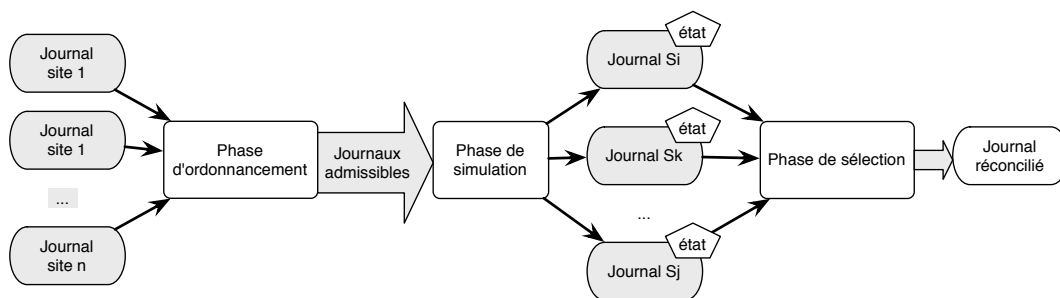 Journal
site 1
Journal
site 1
...
Journal
site n
Phase
d'ordonnancement
Journaux
admissibles
Phase de
simulation
état
Journal Si
état
Journal Sk
...
état
Journal Sj
Phase de sélection
Journal
réconcilié